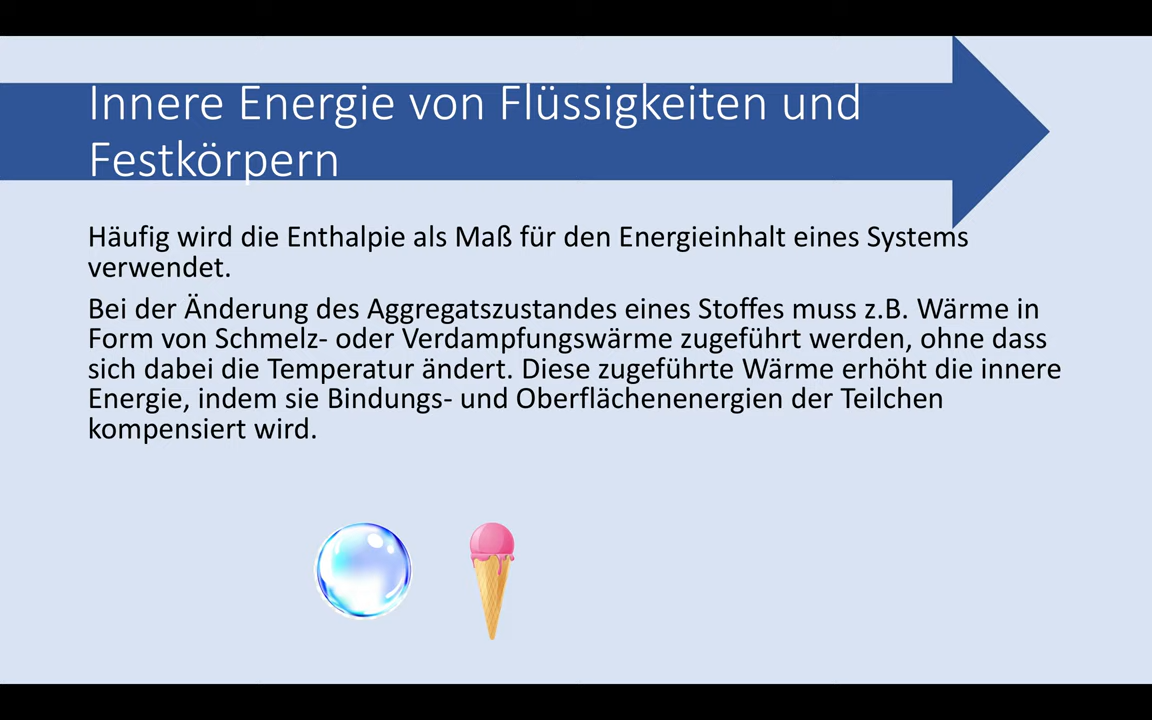 Innere Energie von Flüssigkeiten und
Festkörpern
Häufig wird die Enthalpie als Maß für den Energieinhalt eines Systems
verwendet.
Bei der Änderung des Aggregatszustandes eines Stoffes muss z.B. Wärme in
Form von Schmelz- oder Verdampfungswärme zugeführt werden, ohne dass
sich dabei die Temperatur ändert. Diese zugeführte Wärme erhöht die innere
Energie, indem sie Bindungs- und Oberflächenenergien der Teilchen
kompensiert wird.